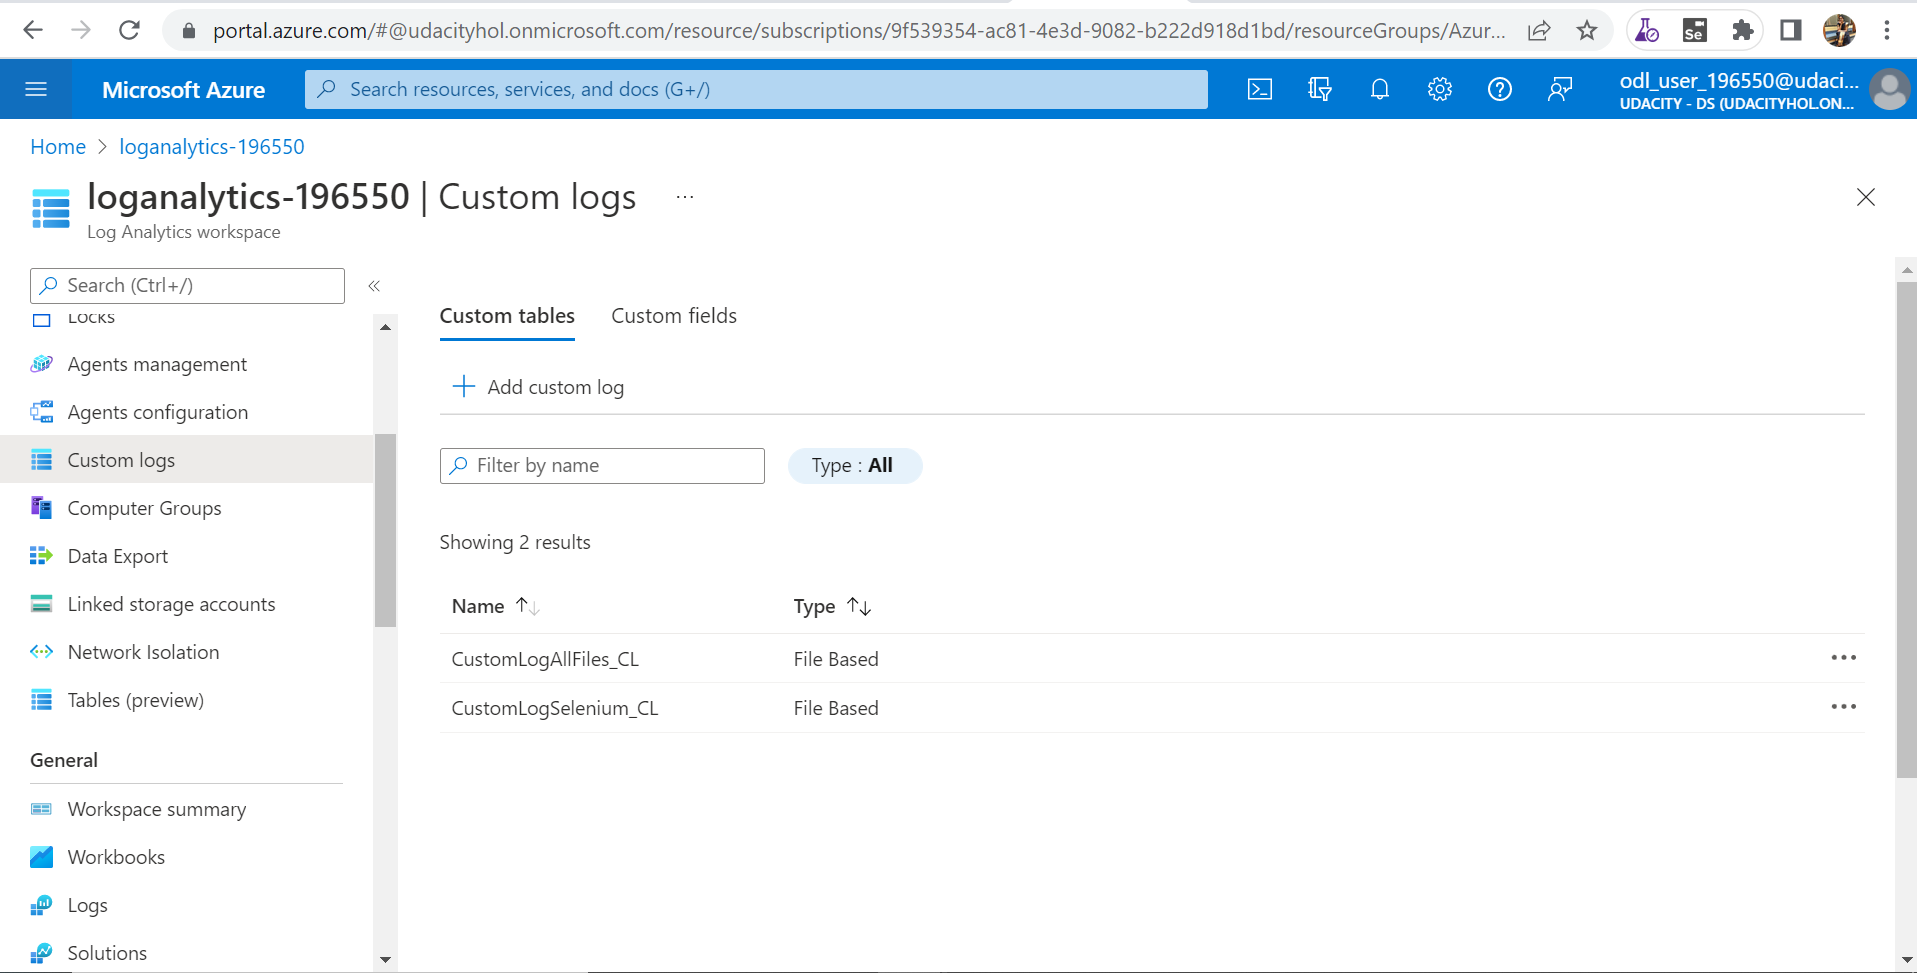 portal.azure.com/#@udacityhol.onmicrosoft.com/resource/subscriptions/9f539354-ac81-4e3d-9082-b222d918d1bd/resourceGroups/Azur...
Se
Microsoft Azure
Search resources, services, and docs (G+/)
odl_user_196550@udaci...
UDACITY - DS (UDACITYHOL.ON...
Home > loganalytics-196550
loganalytics-196550 | Custom logs ...
Log Analytics workspace
Search (Ctrl+/)
«
Locks
Agents management
Agents configuration
Custom logs
Computer Groups
Data Export
Linked storage accounts
Network Isolation
Tables (preview)
General
Workspace summary
Workbooks
Logs
Solutions
Custom tables Custom fields
Add custom log
Filter by name
Type : All
Showing 2 results
Name Type
CustomLogAllFiles_CL File Based
CustomLogSelenium_CL File Based